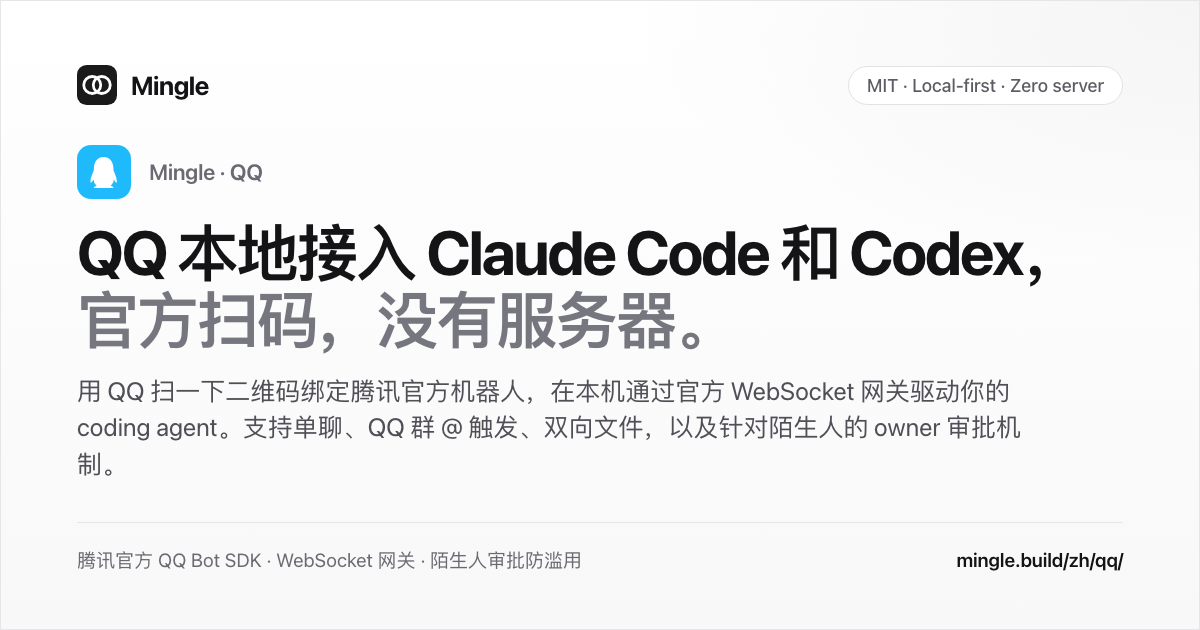 Mingle
MIT · Local-first · Zero server
Mingle · QQ
QQ 本地接入 Claude Code 和 Codex，
官方扫码，没有服务器。
用 QQ 扫一下二维码绑定腾讯官方机器人，在本机通过官方 WebSocket 网关驱动你的
coding agent。支持单聊、QQ 群 @ 触发、双向文件，以及针对陌生人的 owner 审批机
制。
腾讯官方 QQ Bot SDK · WebSocket 网关 · 陌生人审批防滥用
mingle.build/zh/qq/